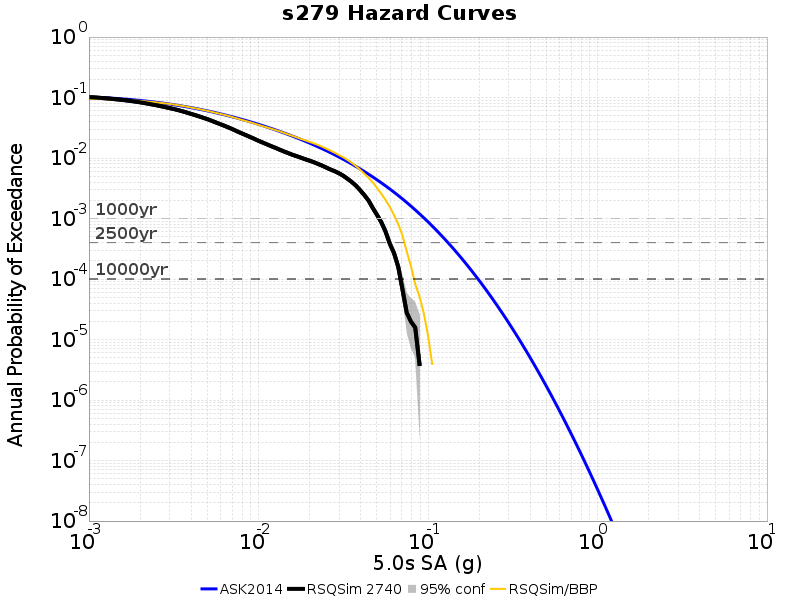 s279 Hazard Curves
Annual Probability of Exceedance
10^0
10^-1
10^-2
10^-3
10^-4
10^-5
10^-6
10^-7
10^-8
1000yr
2500yr
10000yr
10^-3 10^-2 10^-1 10^0 10^1
5.0s SA (g)
ASK2014 RSQSim 2740 95% conf RSQSim/BBP